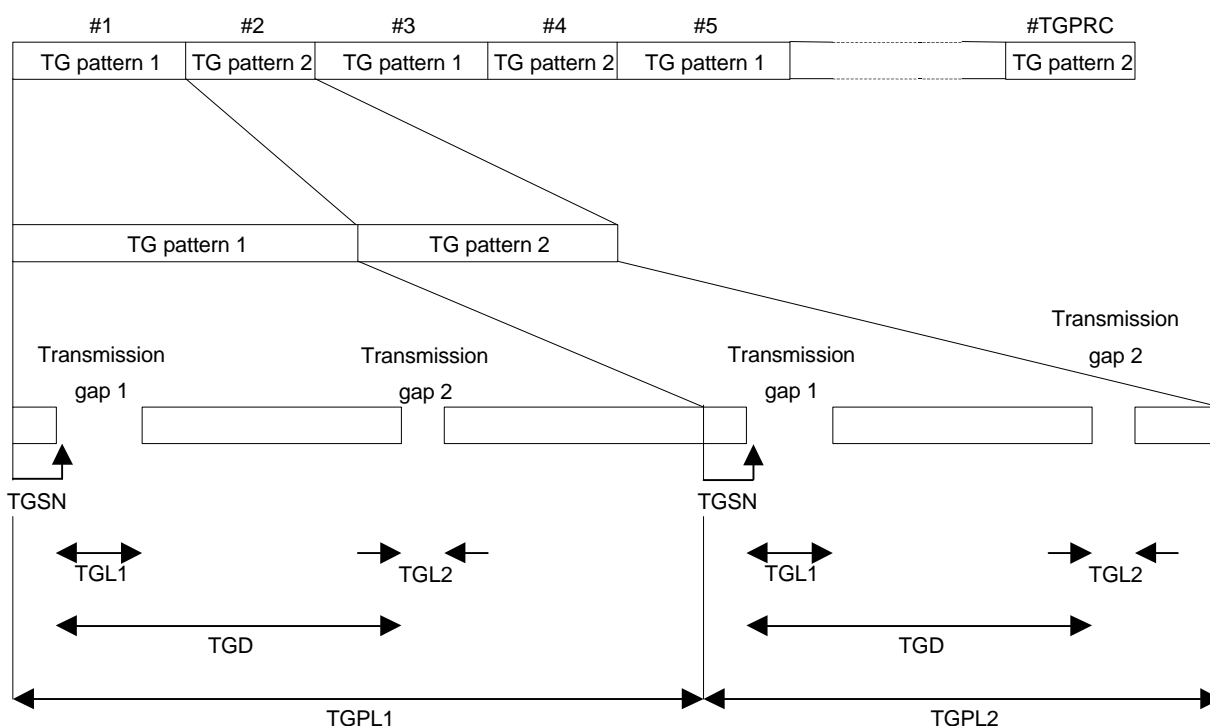 #1 #2 #3 #4 #5 #TGPRC
TG pattern 1 TG pattern 2 TG pattern 1 TG pattern 2 TG pattern 1 TG pattern 2
TG pattern 1 TG pattern 2
Transmission
gap 1
Transmission
gap 2
Transmission
gap 1
Transmission
gap 2
TGSN TGSN
TGL1 TGL2 TGL1 TGL2
TGD TGD
TGPL1 TGPL2